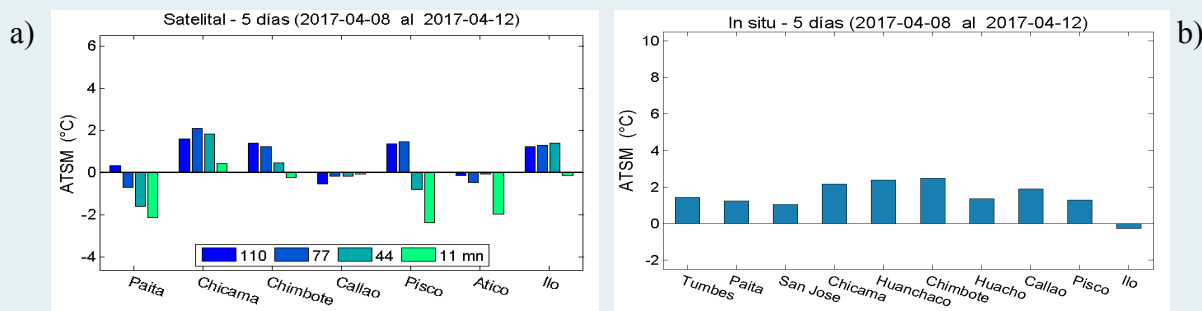 a)
Satelital - 5 días (2017-04-08 al 2017-04-12)
6
4
2
0
-2
-4
ATSM (°C)
110 77 44 11 mn
Paita Chicama Chimbote Callao Pisco Atico Ilo
b)
In situ - 5 días (2017-04-08 al 2017-04-12)
10
8
6
4
2
0
-2
ATSM (°C)
Tumbes Paita San Jose Chicama Huanchaco Chimbote Huacho Callao Pisco Ilo